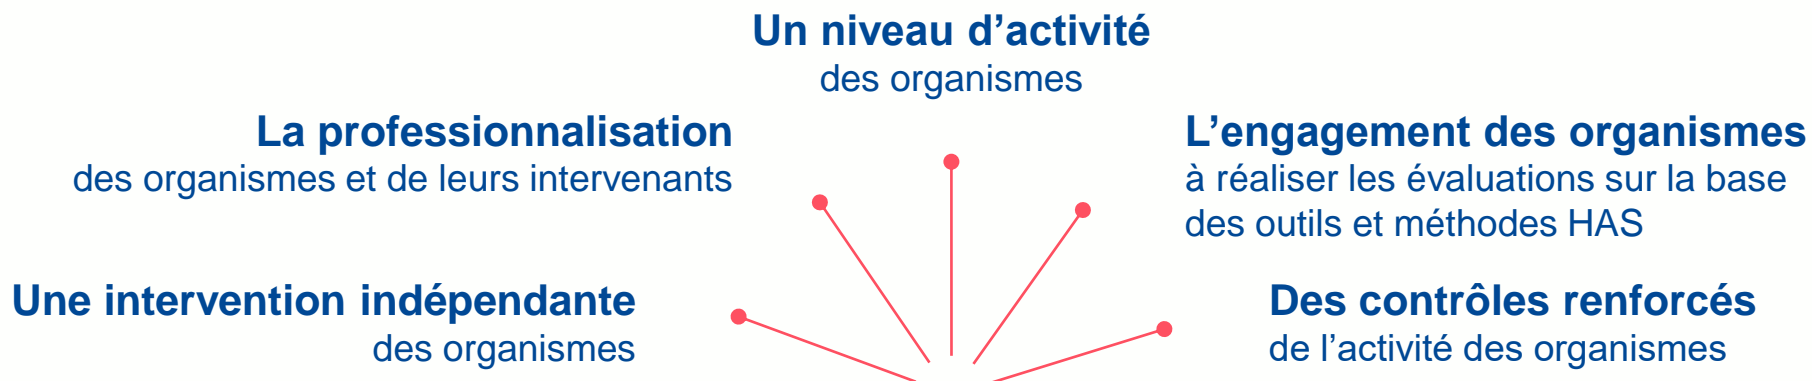 Un niveau d’activité
des organismes
La professionnalisation
des organismes et de leurs intervenants
L’engagement des organismes
à réaliser les évaluations sur la base
des outils et méthodes HAS
Une intervention indépendante
des organismes
Des contrôles renforcés
de l’activité des organismes